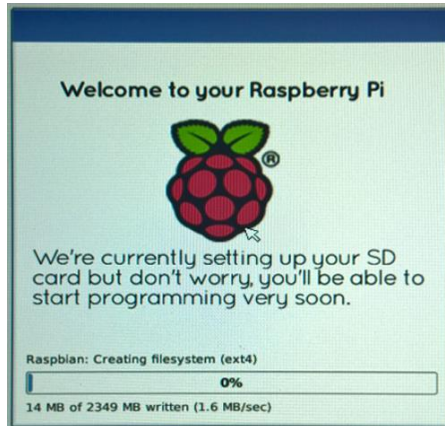 Welcome to your Raspberry Pi
®
We're currently setting up your SD
card but don't worry, you'll be able to
start programming very soon.
Raspbian: Creating filesystem (ext4)
0%
14 MB of 2349 MB written (1.6 MB/sec)